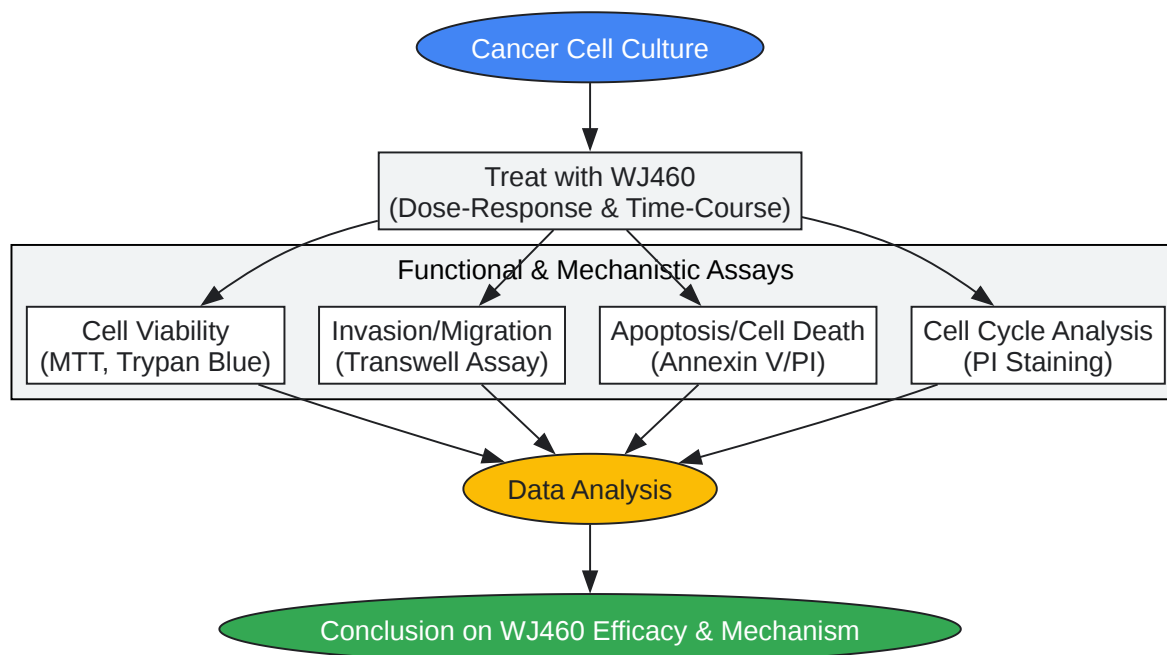 Cancer Cell Culture
Treat with WJ460
(Dose-Response & Time-Course)
Functional & Mechanistic Assays
Cell Viability
(MTT, Trypan Blue)
Invasion/Migration
(Transwell Assay)
Apoptosis/Cell Death
(Annexin V/PI)
Cell Cycle Analysis
(PI Staining)
Data Analysis
Conclusion on WJ460 Efficacy & Mechanism